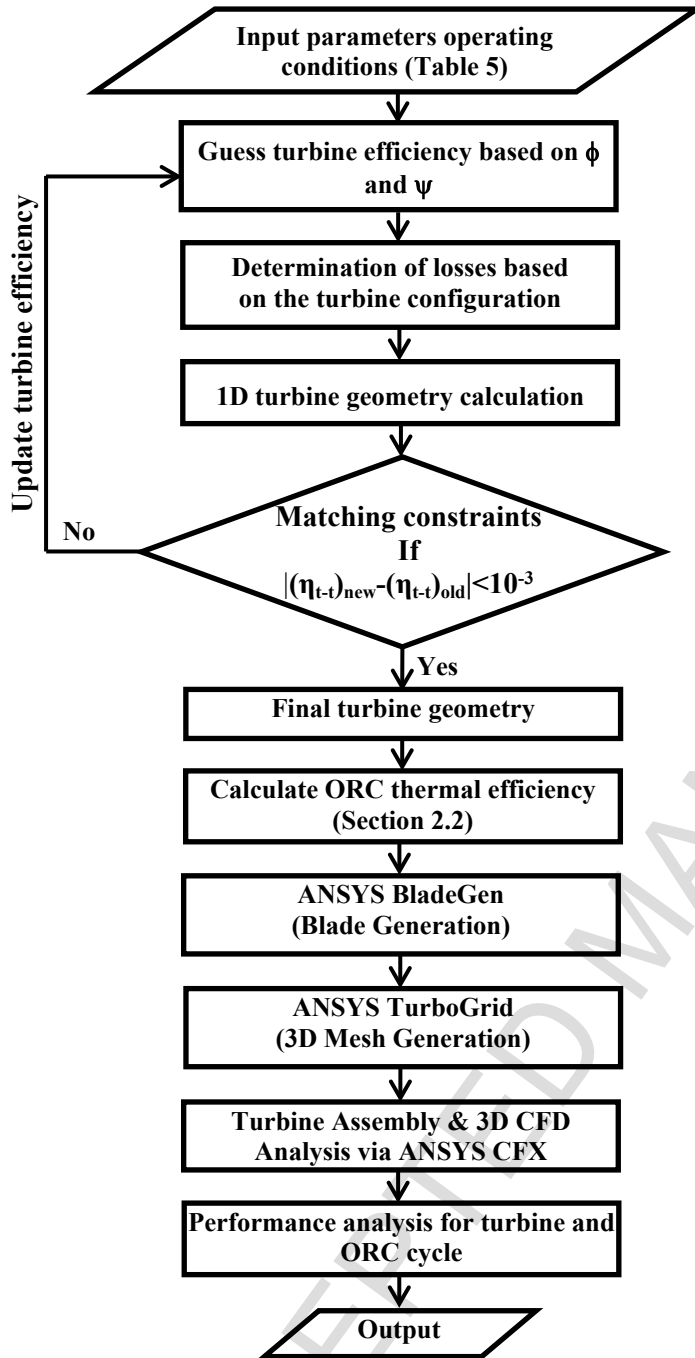 Input parameters operating
conditions (Table 5)
Guess turbine efficiency based on ϕ
and ψ
Determination of losses based
on the turbine configuration
1D turbine geometry calculation
Update turbine efficiency
Matching constraints
If
|(η_{t-t})_{new}-(η_{t-t})_{old}|<10^{-3}
No
Yes
Final turbine geometry
Calculate ORC thermal efficiency
(Section 2.2)
ANSYS BladeGen
(Blade Generation)
ANSYS TurboGrid
(3D Mesh Generation)
Turbine Assembly & 3D CFD
Analysis via ANSYS CFX
Performance analysis for turbine and
ORC cycle
Output